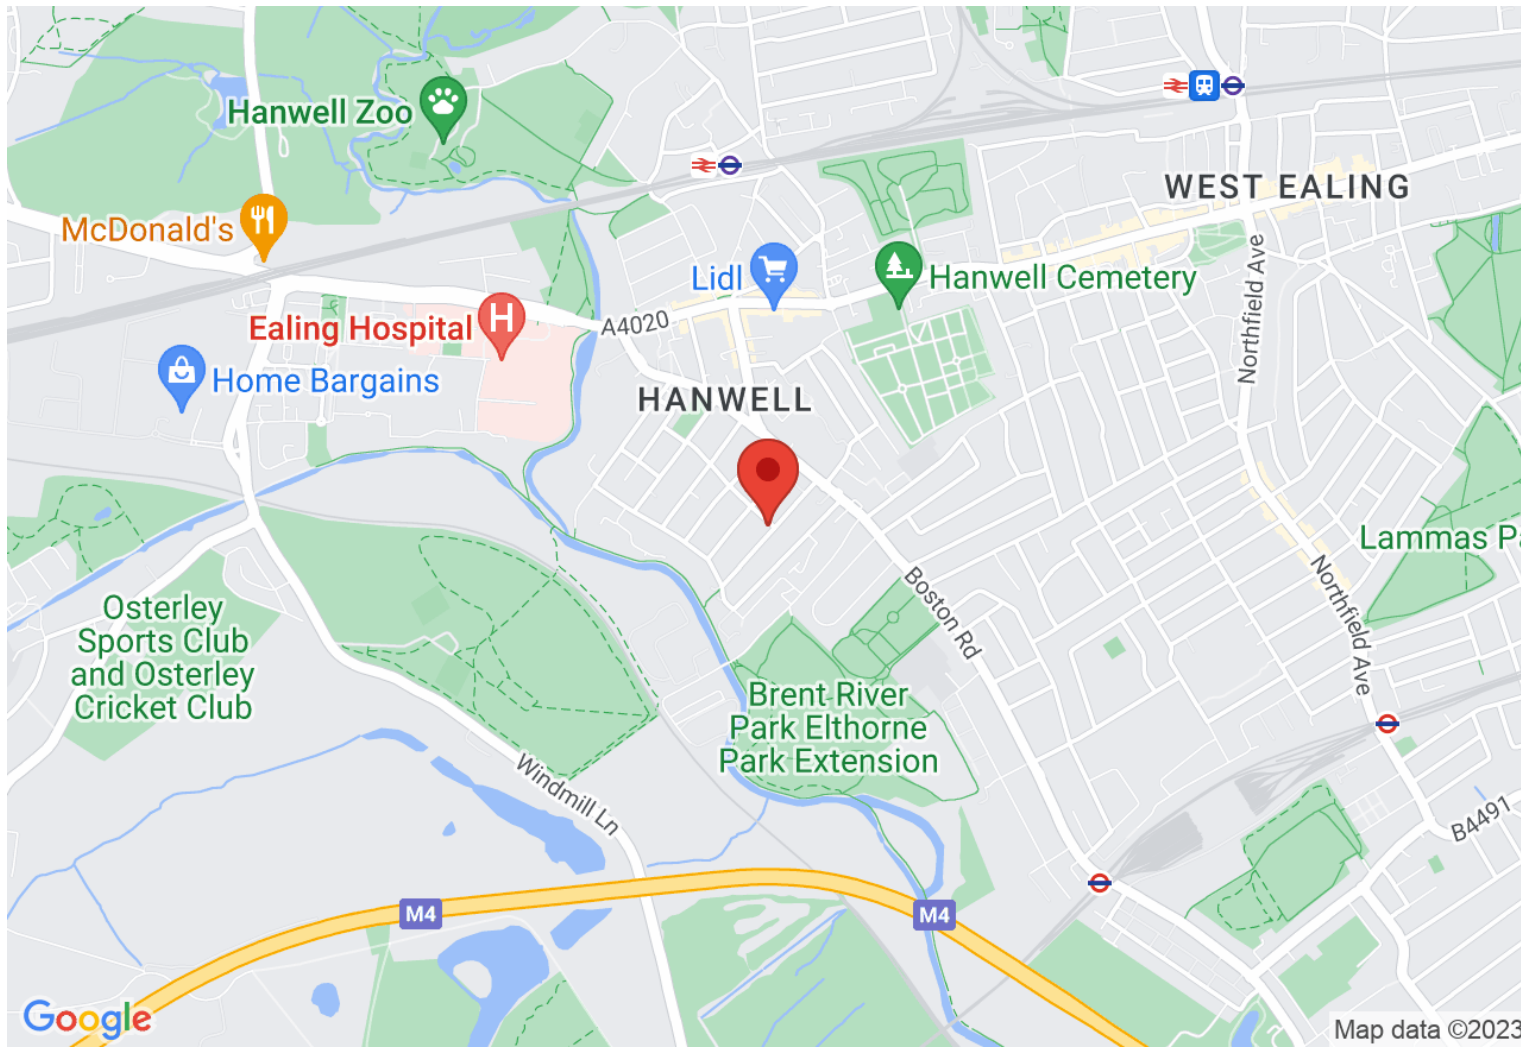 Hanwell Zoo
WEST EALING
McDonald's
Lidl
Hanwell Cemetery
Northfield Ave
Ealing Hospital
H
A4020
Home Bargains
HANWELL
Lammas Pa
Boston Rd
Northfield Ave
Osterley
Sports Club
and Osterley
Cricket Club
Brent River
Park Elthorne
Park Extension
Windmill Ln
B4491
M4
M4
Google
Map data ©2023